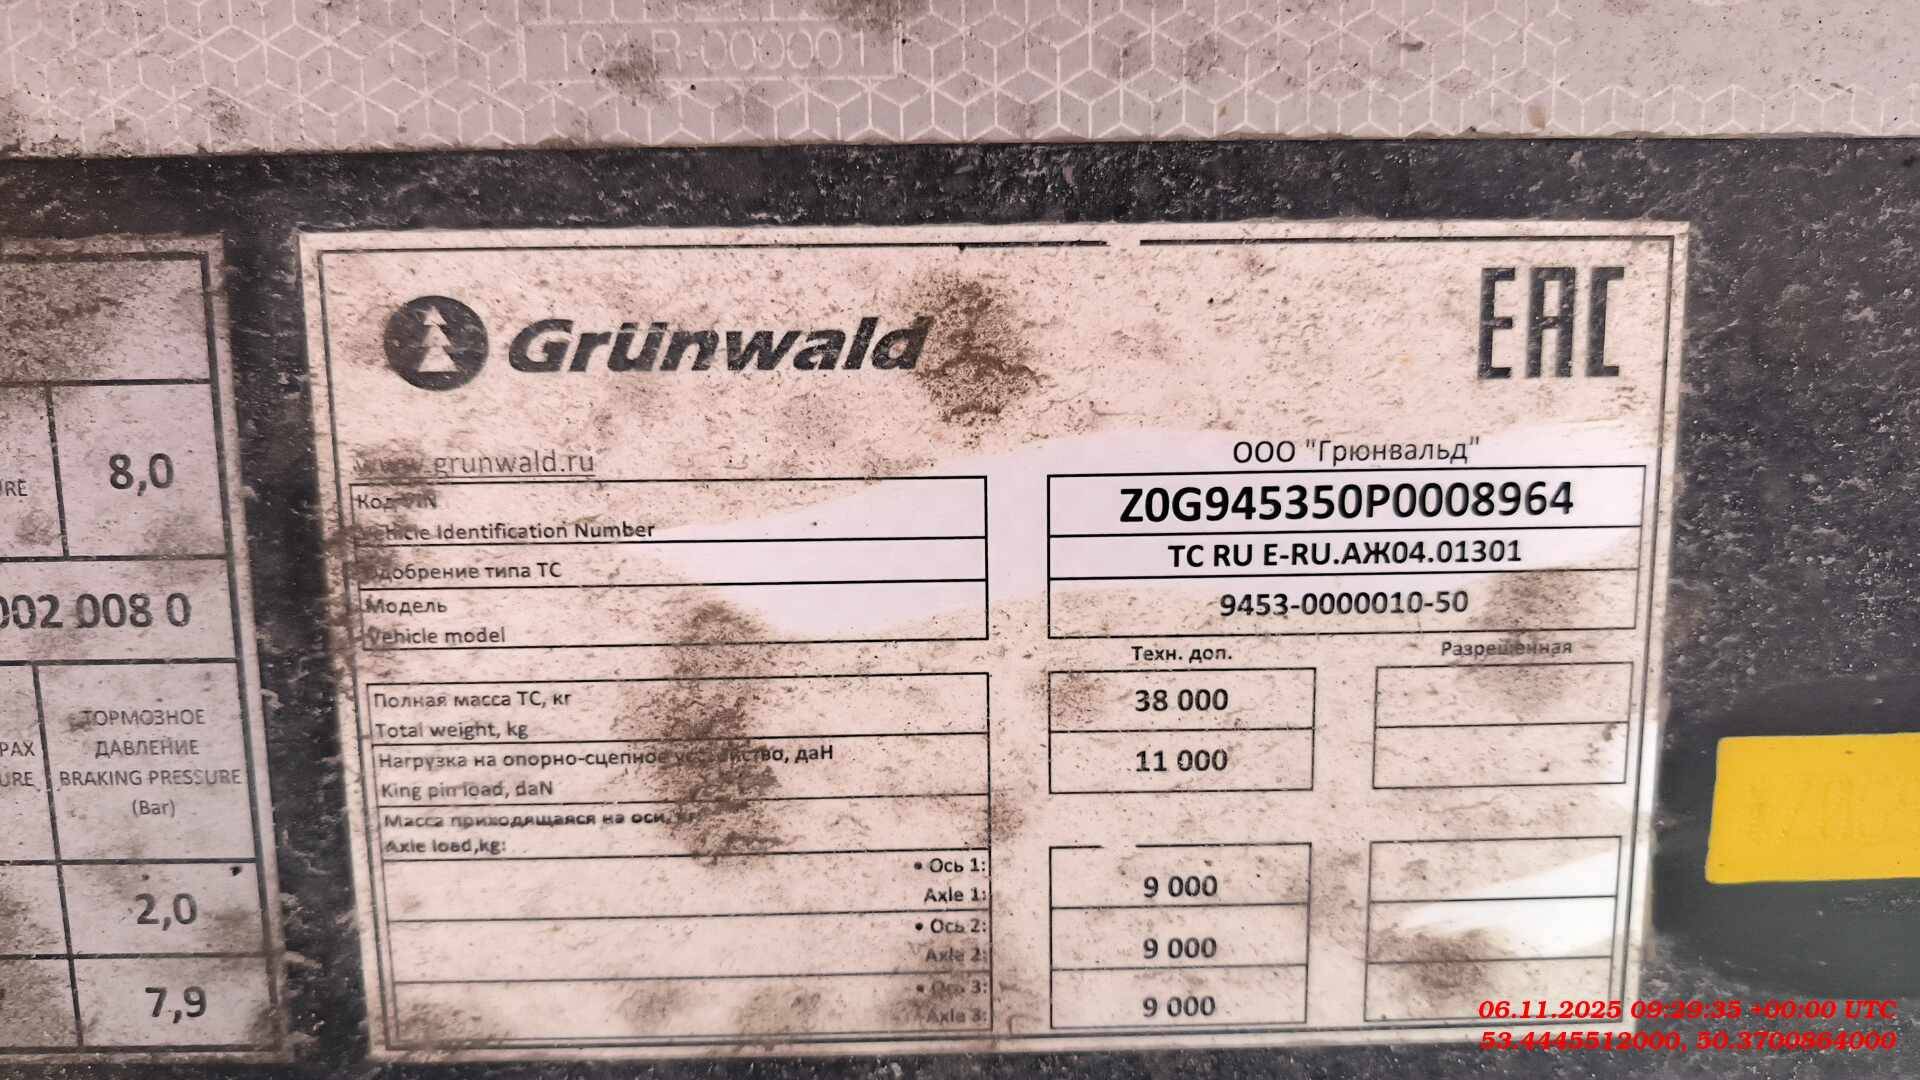 104 R-000001
8,0
002 008 0
ТОРМОЗНОЕ
ДАВЛЕНИЕ
BRAKING PRESSURE
(Bar)
2,0
7,9
Grünwald
EAC
www.grunwald.ru
ООО "Грюнвальд"
Код VIN
Vehicle Identification Number
Z0G945350P0008964
Одобрение типа ТС
ТС RU E-RU.АЖ04.01301
Модель
Vehicle model
9453-0000010-50
Техн. доп.
Разрешенная
Полная масса ТС, кг
Total weight, kg
38 000
Нагрузка на опорно-сцепное устройство, даН
King pin load, daN
11 000
Масса приходящаяся на оси, кг
Axle load,kg:
• Ось 1:
Axle 1:
9 000
• Ось 2:
Axle 2:
9 000
• Ось 3:
Axle 3:
9 000
06.11.2025 09:29:35 +00:00 UTC
53.4445512000, 50.3700864000